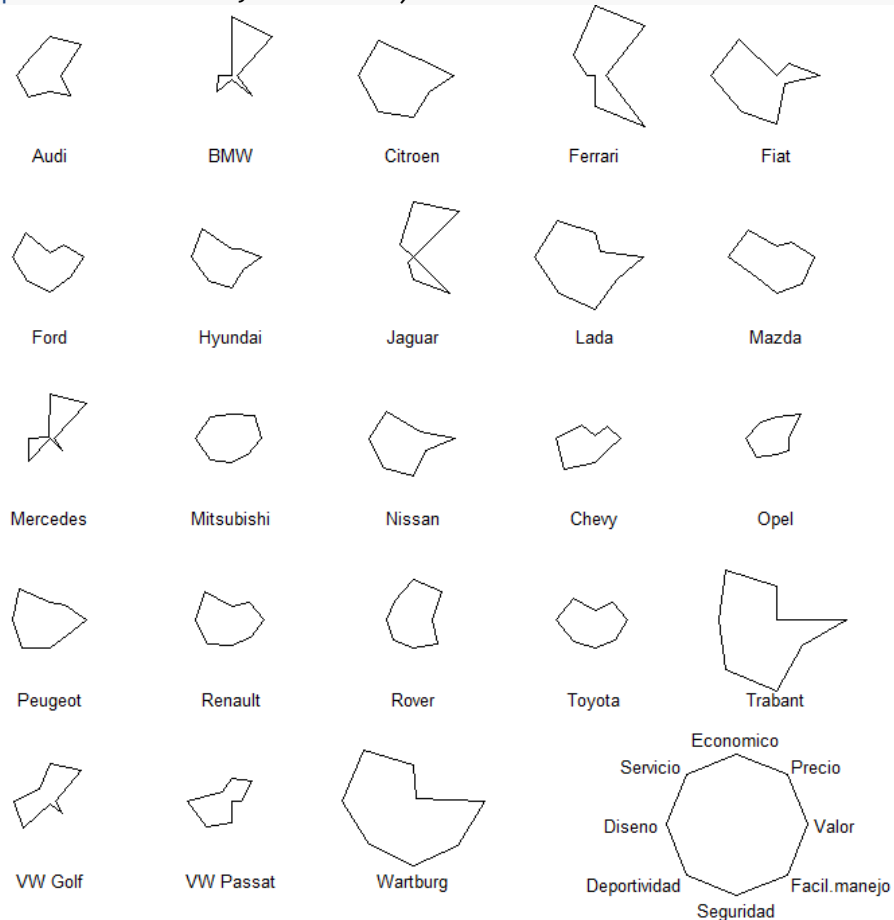 Audi
BMW
Citroen
Ferrari
Fiat
Ford
Hyundai
Jaguar
Lada
Mazda
Mercedes
Mitsubishi
Nissan
Chevy
Opel
Peugeot
Renault
Rover
Toyota
Trabant
Economico
Servicio
Precio
Diseno
Valor
Deportividad
Facil.manejo
Seguridad
VW Golf
VW Passat
Wartburg